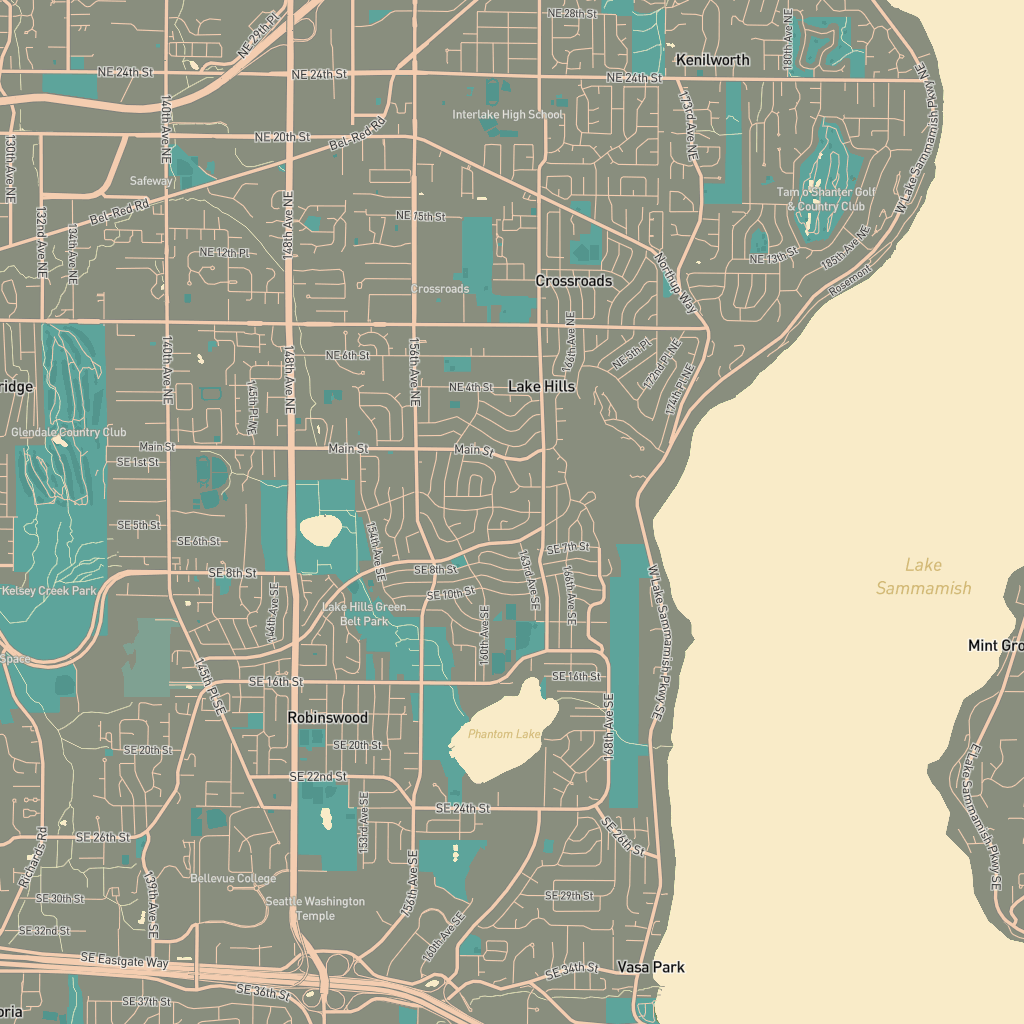 NE 28th St
NE 29th Pl
180th Ave NE
Kenilworth
NE 24th St
NE 24th St
NE 24th St
140th Ave NE
173rd Ave NE
W Lake Sammamish Pkwy NE
Interlake High School
NE 20th St
Bel-Red Rd
130th Ave NE
Safeway
Tam o'Shanter Golf
& Country Club
Bel-Red Rd
132nd Ave NE
134th Ave NE
148th Ave NE
NE 15th St
NE 12th Pl
NE 13th St
185th Ave NE
Rosemont
Crossroads
Crossroads
Northup Way
140th Ave NE
148th Ave NE
156th Ave NE
166th Ave NE
NE 6th St
NE 5th Pl
172nd Pl NE
174th Pl NE
ridge
145th Pl NE
NE 4th St
Lake Hills
Glendale Country Club
Main St
Main St
Main St
SE 1st St
SE 5th St
SE 6th St
154th Ave SE
163rd Ave SE
SE 7th St
SE 8th St
SE 8th St
166th Ave SE
W Lake Sammamish Pkwy SE
Lake
Sammamish
Kelsey Creek Park
146th Ave SE
SE 10th St
Lake Hills Green
Belt Park
160th Ave SE
Space
Mint Gro
145th Pl SE
SE 16th St
SE 16th St
168th Ave SE
Robinswood
Phantom Lake
SE 20th St
SE 20th St
E Lake Sammamish Pkwy SE
SE 22nd St
153rd Ave SE
SE 24th St
SE 26th St
SE 26th St
Richards Rd
139th Ave SE
156th Ave SE
Bellevue College
SE 30th St
SE 29th St
Seattle Washington
Temple
160th Ave SE
SE 32nd St
SE Eastgate Way
SE 34th St
Vasa Park
SE 36th St
SE 37th St
oria